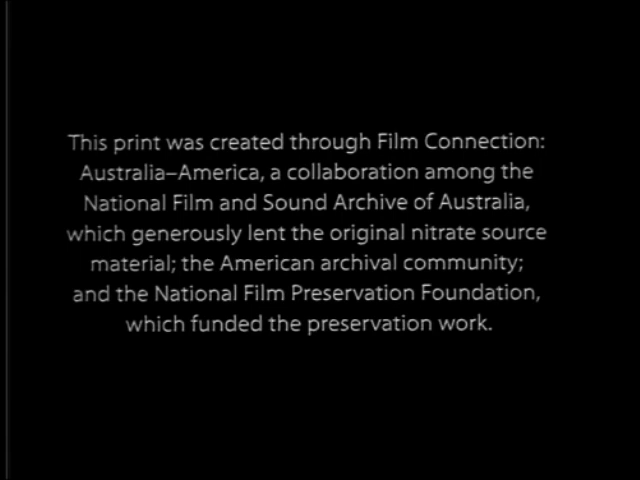 This print was created through Film Connection:
Australia–America, a collaboration among the
National Film and Sound Archive of Australia,
which generously lent the original nitrate source
material; the American archival community;
and the National Film Preservation Foundation,
which funded the preservation work.